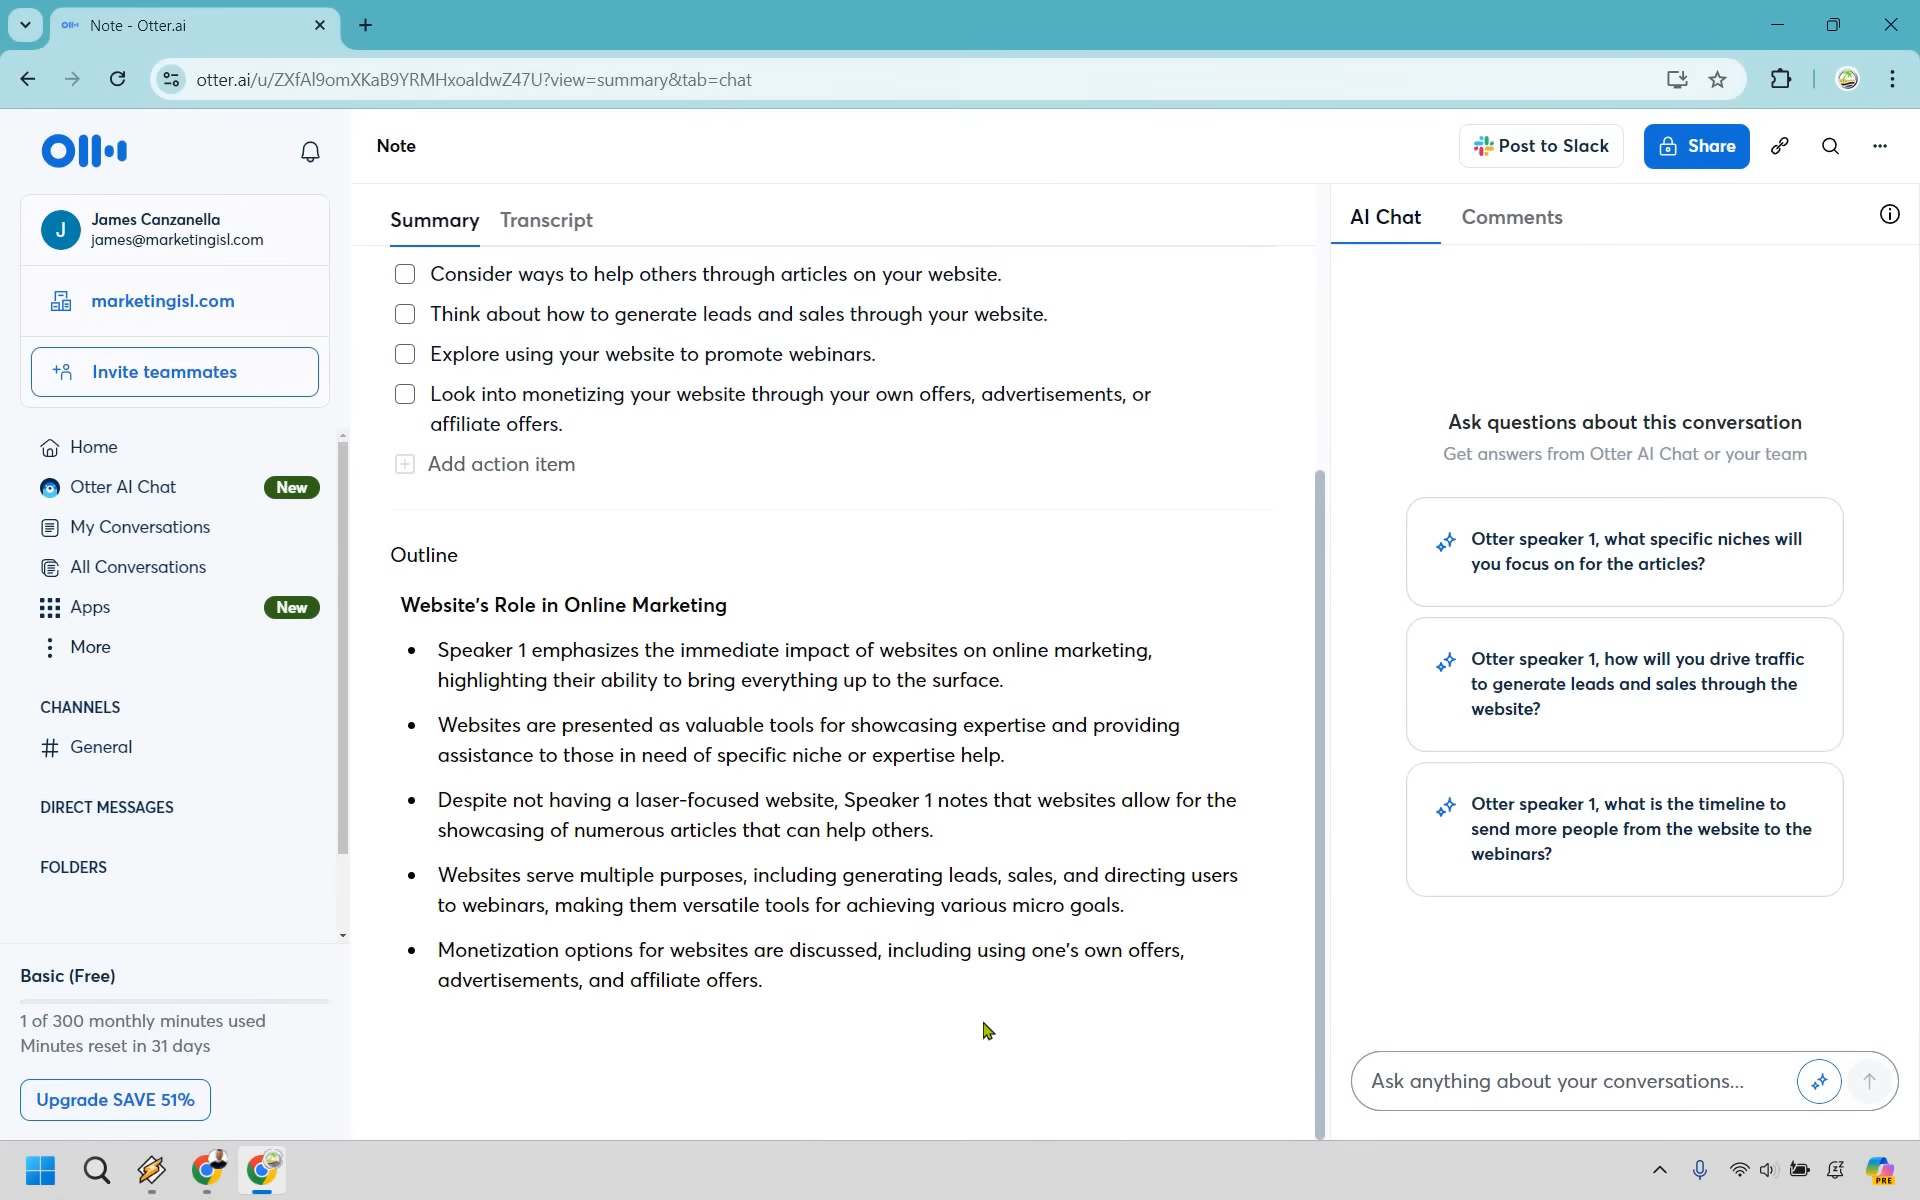 Note - Otter.ai
otter.ai/u/ZXfAl9omXKaB9YRMHxoaldwZ47U?view=summary&tab=chat
Note
Post to Slack
Share
J
James Canzanella
james@marketingisl.com
marketingisl.com
Invite teammates
Home
Otter AI Chat
New
My Conversations
All Conversations
Apps
New
More
CHANNELS
General
DIRECT MESSAGES
FOLDERS
Basic (Free)
1 of 300 monthly minutes used
Minutes reset in 31 days
Upgrade SAVE 51%
Summary
Transcript
Consider ways to help others through articles on your website.
Think about how to generate leads and sales through your website.
Explore using your website to promote webinars.
Look into monetizing your website through your own offers, advertisements, or
affiliate offers.
Add action item
Outline
Website's Role in Online Marketing
Speaker 1 emphasizes the immediate impact of websites on online marketing,
highlighting their ability to bring everything up to the surface.
Websites are presented as valuable tools for showcasing expertise and providing
assistance to those in need of specific niche or expertise help.
Despite not having a laser-focused website, Speaker 1 notes that websites allow for the
showcasing of numerous articles that can help others.
Websites serve multiple purposes, including generating leads, sales, and directing users
to webinars, making them versatile tools for achieving various micro goals.
Monetization options for websites are discussed, including using one's own offers,
advertisements, and affiliate offers.
AI Chat
Comments
Ask questions about this conversation
Get answers from Otter AI Chat or your team
Otter speaker 1, what specific niches will
you focus on for the articles?
Otter speaker 1, how will you drive traffic
to generate leads and sales through the
website?
Otter speaker 1, what is the timeline to
send more people from the website to the
webinars?
Ask anything about your conversations...
PRE